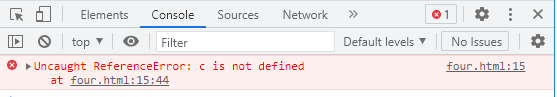 Elements Console Sources Network » 1
top Filter Default levels No Issues
Uncaught ReferenceError: c is not defined four.html:15
at four.html:15:44